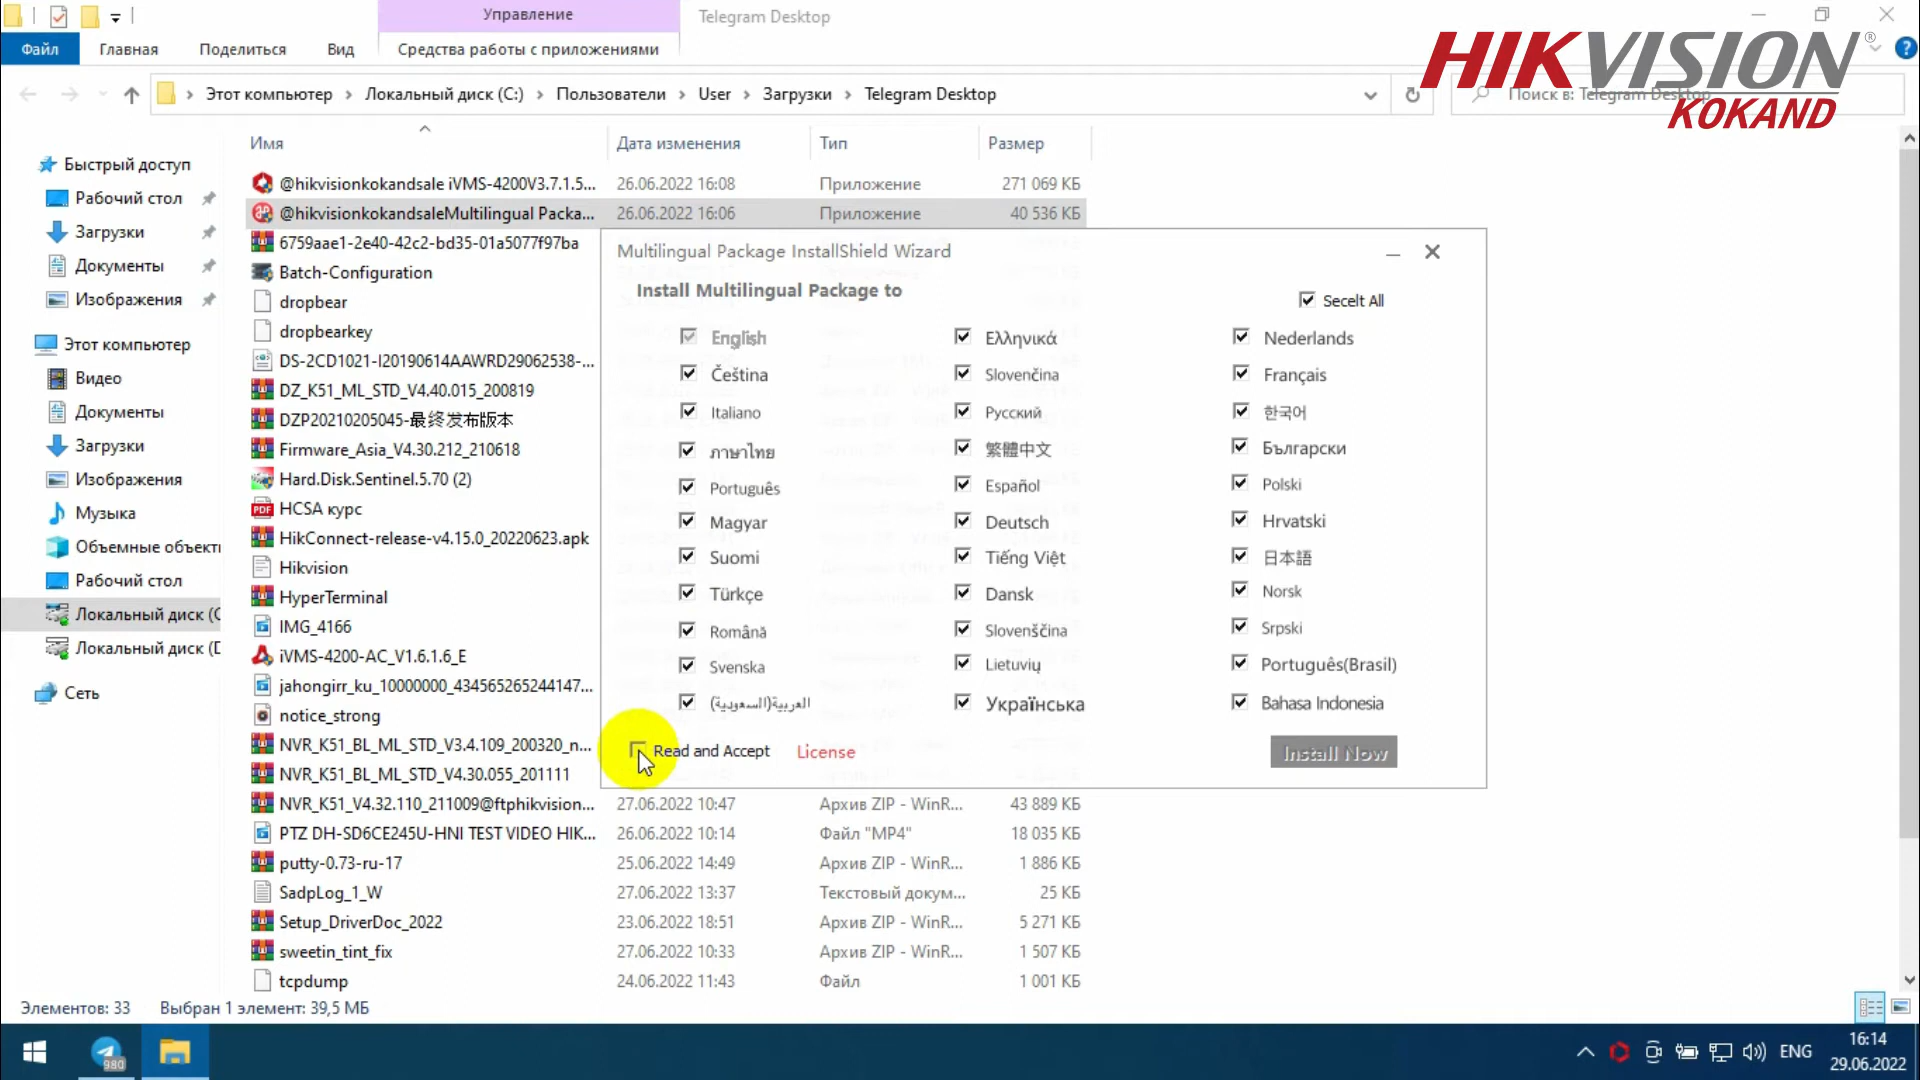 Управление
Telegram Desktop
Файл
Главная
Поделиться
Вид
Средства работы с приложениями
HIKVISION®
KOKAND
Этот компьютер › Локальный диск (C:) › Пользователи › User › Загрузки › Telegram Desktop
Поиск в: Telegram Desktop
Имя Дата изменения Тип Размер
Быстрый доступ
Рабочий стол
Загрузки
Документы
Изображения
Этот компьютер
Видео
Документы
Загрузки
Изображения
Музыка
Объемные объекты
Рабочий стол
Локальный диск (C
Локальный диск (D
Сеть
@hikvisionkokandsale iVMS-4200V3.7.1.5... 26.06.2022 16:08 Приложение 271 069 КБ
@hikvisionkokandsaleMultilingual Packa... 26.06.2022 16:06 Приложение 40 536 КБ
6759aae1-2e40-42c2-bd35-01a5077f97ba
Batch-Configuration
dropbear
dropbearkey
DS-2CD1021-I20190614AAWRD29062538-...
DZ_K51_ML_STD_V4.40.015_200819
DZP20210205045-最终发布版本
Firmware_Asia_V4.30.212_210618
Hard.Disk.Sentinel.5.70 (2)
HCSA курс
HikConnect-release-v4.15.0_20220623.apk
Hikvision
HyperTerminal
IMG_4166
iVMS-4200-AC_V1.6.1.6_E
jahongirr_ku_10000000_434565265244147...
notice_strong
NVR_K51_BL_ML_STD_V3.4.109_200320_n...
NVR_K51_BL_ML_STD_V4.30.055_201111
NVR_K51_V4.32.110_211009@ftphikvision... 27.06.2022 10:47 Архив ZIP - WinR... 43 889 КБ
PTZ DH-SD6CE245U-HNI TEST VIDEO HIK... 26.06.2022 10:14 Файл "MP4" 18 035 КБ
putty-0.73-ru-17 25.06.2022 14:49 Архив ZIP - WinR... 1 886 КБ
SadpLog_1_W 27.06.2022 13:37 Текстовый докум... 25 КБ
Setup_DriverDoc_2022 23.06.2022 18:51 Архив ZIP - WinR... 5 271 КБ
sweetin_tint_fix 27.06.2022 10:33 Архив ZIP - WinR... 1 507 КБ
tcpdump 24.06.2022 11:43 Файл 1 001 КБ
Multilingual Package InstallShield Wizard
Install Multilingual Package to
Secelt All
English Ελληνικά Nederlands
Čeština Slovenčina Français
Italiano Русский 한국어
ภาษาไทย 繁體中文 Български
Português Español Polski
Magyar Deutsch Hrvatski
Suomi Tiếng Việt 日本語
Türkçe Dansk Norsk
Română Slovenščina Srpski
Svenska Lietuvių Português(Brasil)
العربية(السعودية) Українська Bahasa Indonesia
Read and Accept License Install Now
Элементов: 33 Выбран 1 элемент: 39,5 МБ
980
ENG
16:14
29.06.2022